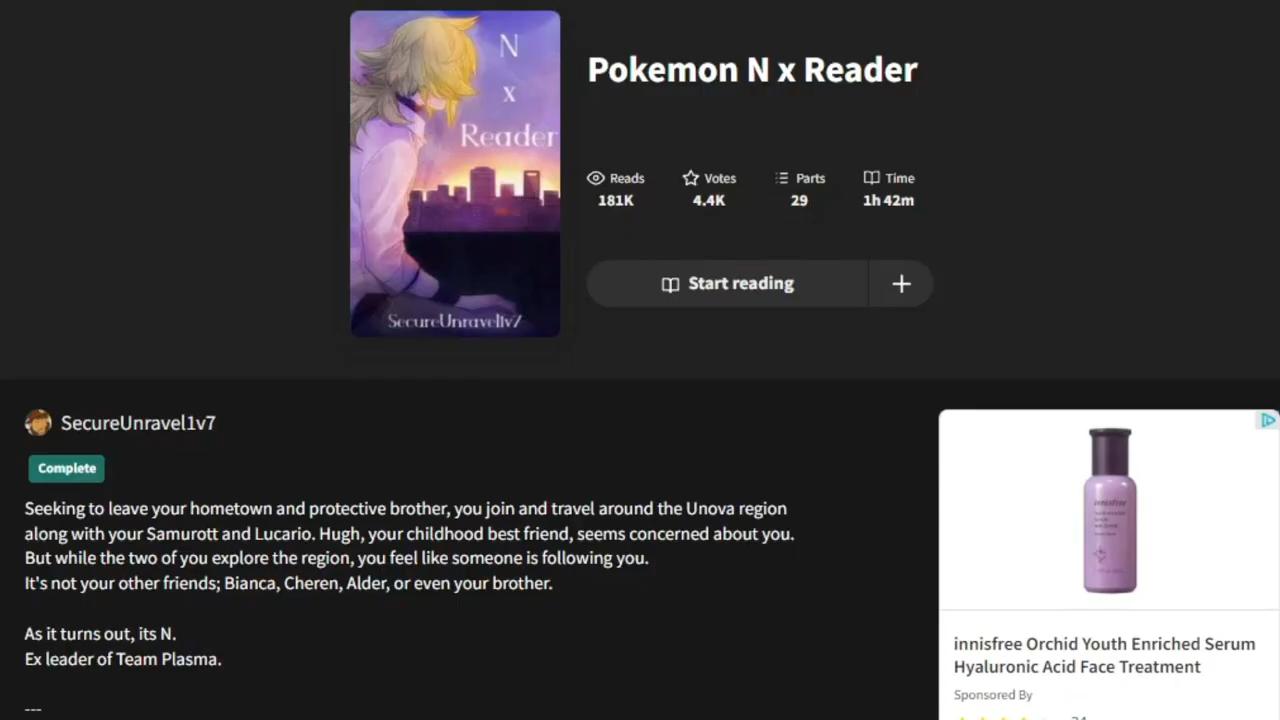 N
x
Reader
SecureUnravel1v7
Pokemon N x Reader
Reads
Votes
Parts
Time
181K
4.4K
29
1h 42m
Start reading
SecureUnravel1v7
Complete
Seeking to leave your hometown and protective brother, you join and travel around the Unova region
along with your Samurott and Lucario. Hugh, your childhood best friend, seems concerned about you.
But while the two of you explore the region, you feel like someone is following you.
It's not your other friends; Bianca, Cheren, Alder, or even your brother.
As it turns out, its N.
Ex leader of Team Plasma.
---
innisfree
innisfree Orchid Youth Enriched Serum
Hyaluronic Acid Face Treatment
Sponsored By